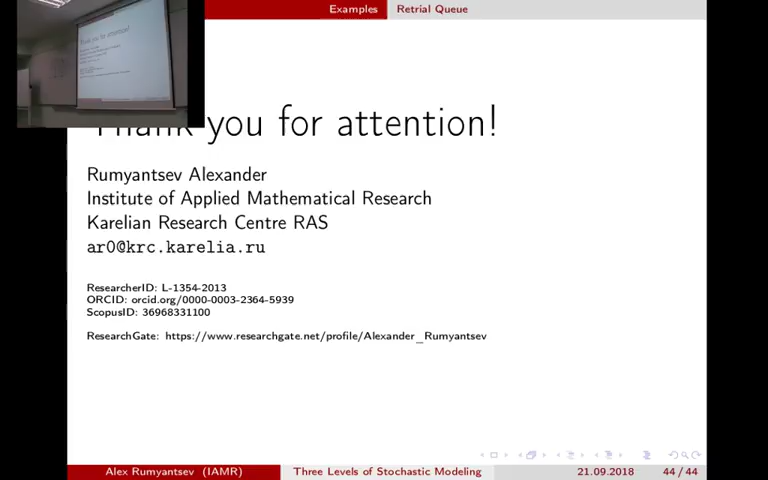 Examples Retrial Queue
Thank you for attention!
Rumyantsev Alexander
Institute of Applied Mathematical Research
Karelian Research Centre RAS
ar0@krc.karelia.ru
ResearcherID: L-1354-2013
ORCID: orcid.org/0000-0003-2364-5939
ScopusID: 36968331100
ResearchGate: https://www.researchgate.net/profile/Alexander_Rumyantsev
Alex Rumyantsev (IAMR) Three Levels of Stochastic Modeling 21.09.2018 44 / 44